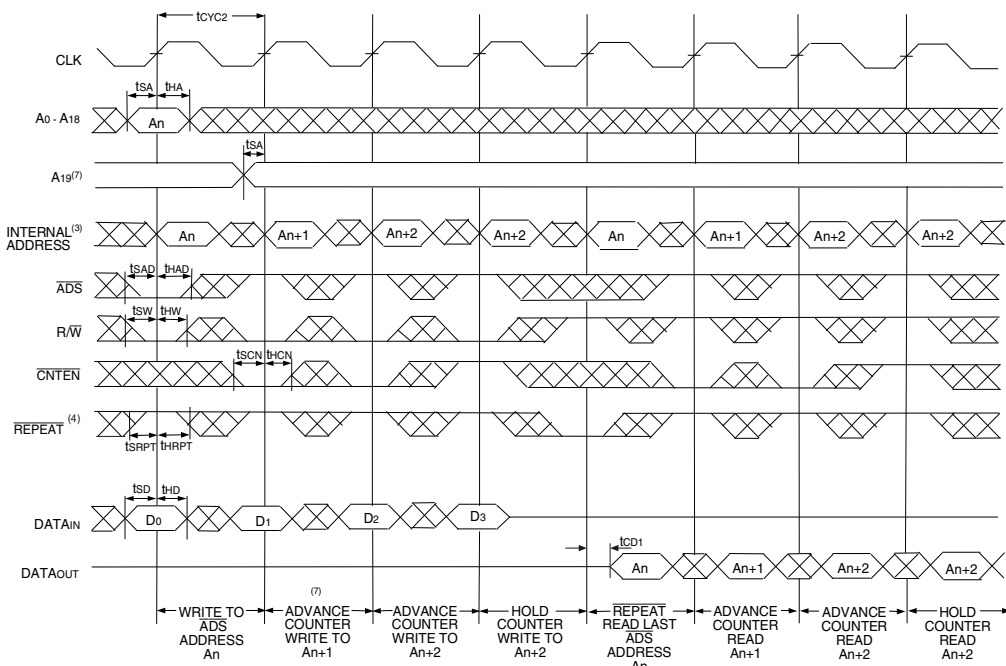 tCYC2
CLK
tSA tHA
A0 - A18
An
tSA
A19(7)
INTERNAL(3)
ADDRESS
An An+1 An+2 An+2 An An+1 An+2 An+2
tSAD tHAD
ADS
tSW tHW
R/W
tSCN tHCN
CNTEN
REPEAT (4)
tSRPT tHRPT
tSD tHD
DATAIN
D0 D1 D2 D3
tCD1
DATAOUT
An An+1 An+2 An+2
WRITE TO
ADS
ADDRESS
An
(7)
ADVANCE
COUNTER
WRITE TO
An+1
ADVANCE
COUNTER
WRITE TO
An+2
HOLD
COUNTER
WRITE TO
An+2
REPEAT
READ LAST
ADS
ADDRESS
An
ADVANCE
COUNTER
READ
An+1
ADVANCE
COUNTER
READ
An+2
HOLD
COUNTER
READ
An+2